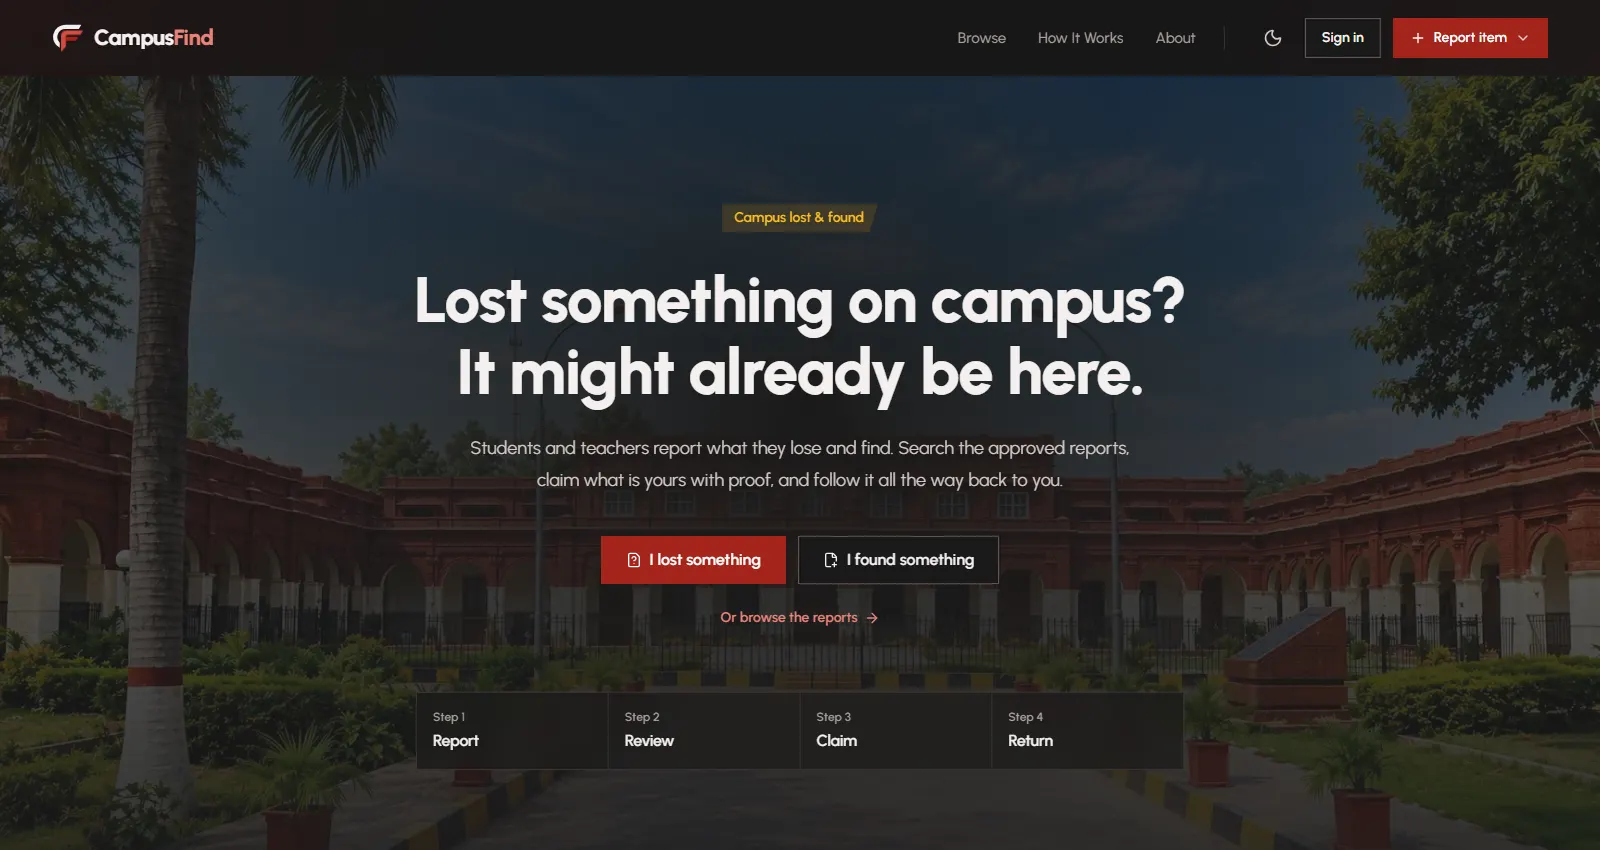 CampusFind
Browse
How It Works
About
Sign in
Report item
Campus lost & found
Lost something on campus?
It might already be here.
Students and teachers report what they lose and find. Search the approved reports,
claim what is yours with proof, and follow it all the way back to you.
I lost something
I found something
Or browse the reports
Step 1
Report
Step 2
Review
Step 3
Claim
Step 4
Return